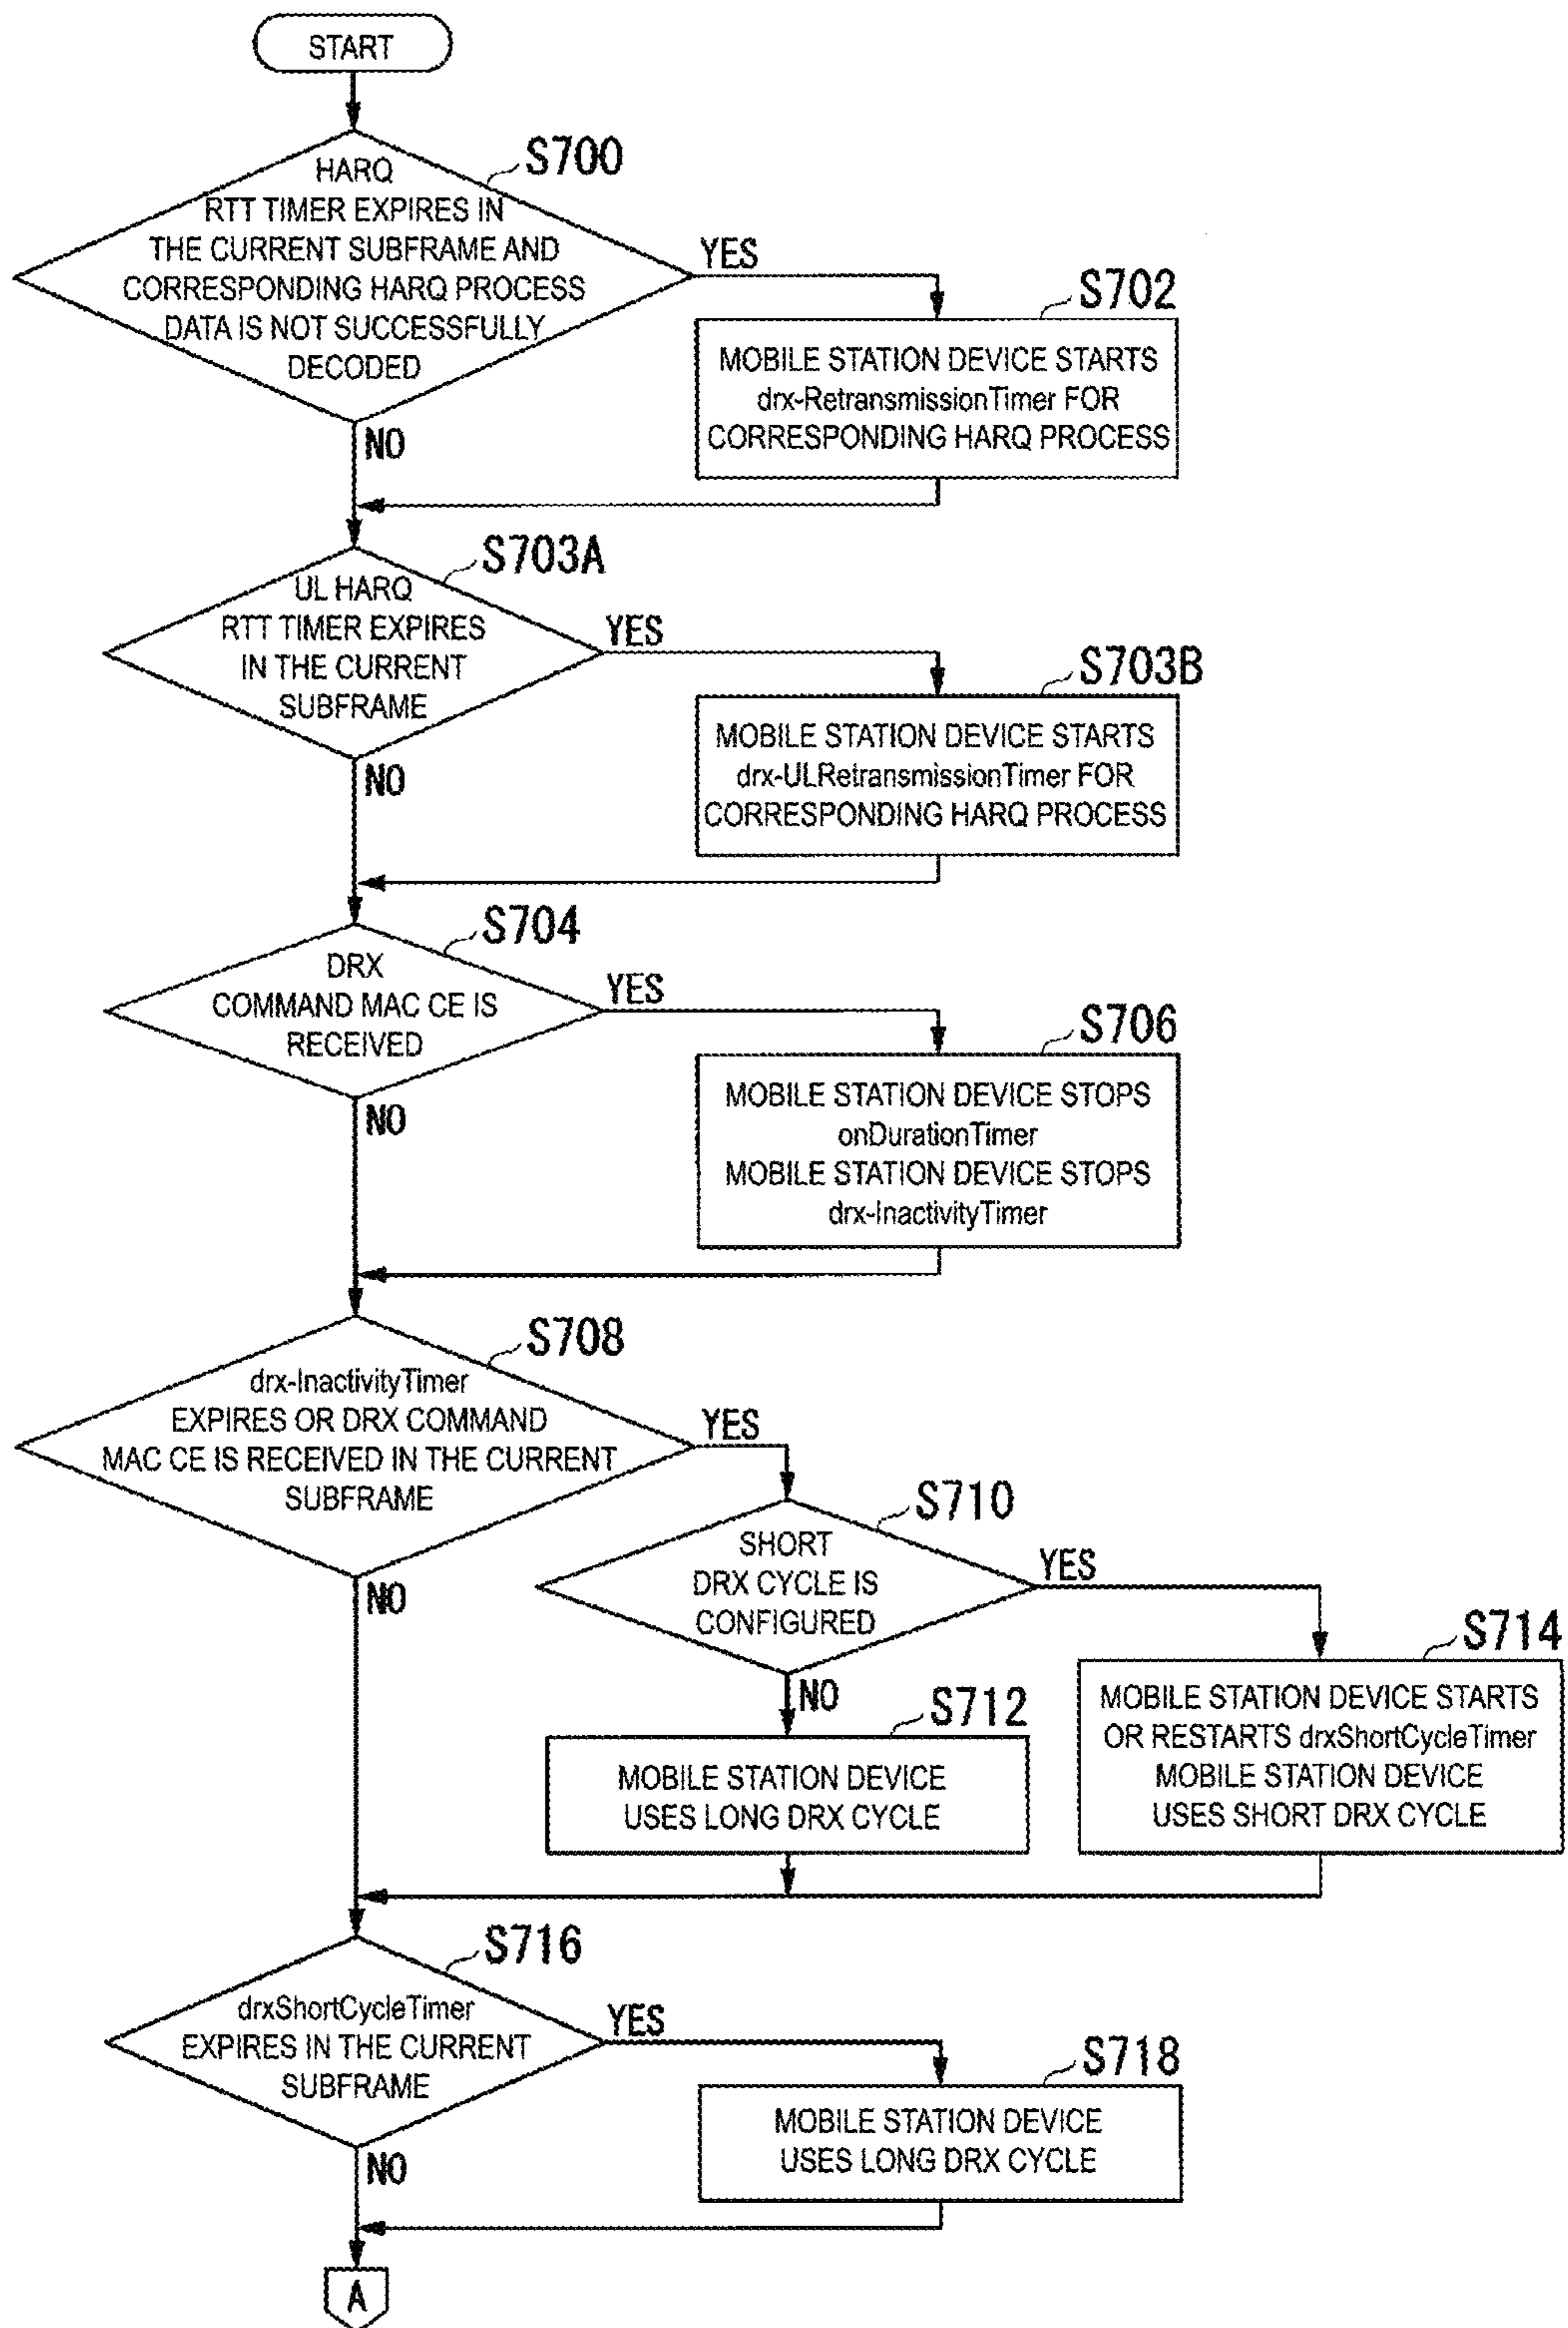 START
S700
HARQ
RTT TIMER EXPIRES IN
THE CURRENT SUBFRAME AND
CORRESPONDING HARQ PROCESS
DATA IS NOT SUCCESSFULLY
DECODED
YES
NO
S702
MOBILE STATION DEVICE STARTS
drx-RetransmissionTimer FOR
CORRESPONDING HARQ PROCESS
S703A
UL HARQ
RTT TIMER EXPIRES
IN THE CURRENT
SUBFRAME
YES
NO
S703B
MOBILE STATION DEVICE STARTS
drx-ULRetransmissionTimer FOR
CORRESPONDING HARQ PROCESS
S704
DRX
COMMAND MAC CE IS
RECEIVED
YES
NO
S706
MOBILE STATION DEVICE STOPS
onDurationTimer
MOBILE STATION DEVICE STOPS
drx-InactivityTimer
S708
drx-InactivityTimer
EXPIRES OR DRX COMMAND
MAC CE IS RECEIVED IN THE CURRENT
SUBFRAME
YES
NO
S710
SHORT
DRX CYCLE IS
CONFIGURED
YES
NO
S712
MOBILE STATION DEVICE
USES LONG DRX CYCLE
S714
MOBILE STATION DEVICE STARTS
OR RESTARTS drxShortCycleTimer
MOBILE STATION DEVICE
USES SHORT DRX CYCLE
S716
drxShortCycleTimer
EXPIRES IN THE CURRENT
SUBFRAME
YES
NO
S718
MOBILE STATION DEVICE
USES LONG DRX CYCLE
A